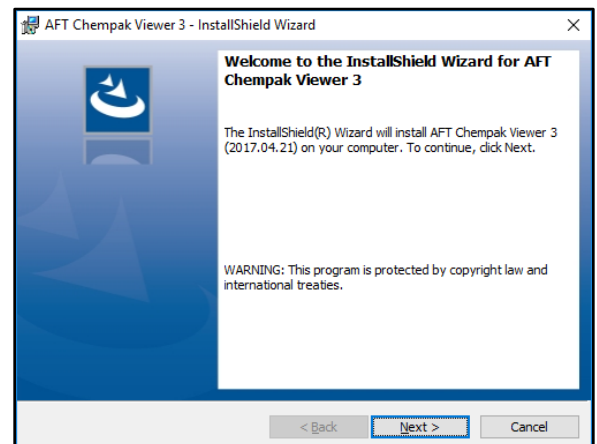 AFT Chempak Viewer 3 - InstallShield Wizard
Welcome to the InstallShield Wizard for AFT
Chempak Viewer 3
The InstallShield(R) Wizard will install AFT Chempak Viewer 3
(2017.04.21) on your computer. To continue, click Next.
WARNING: This program is protected by copyright law and
international treaties.
< Back
Next >
Cancel